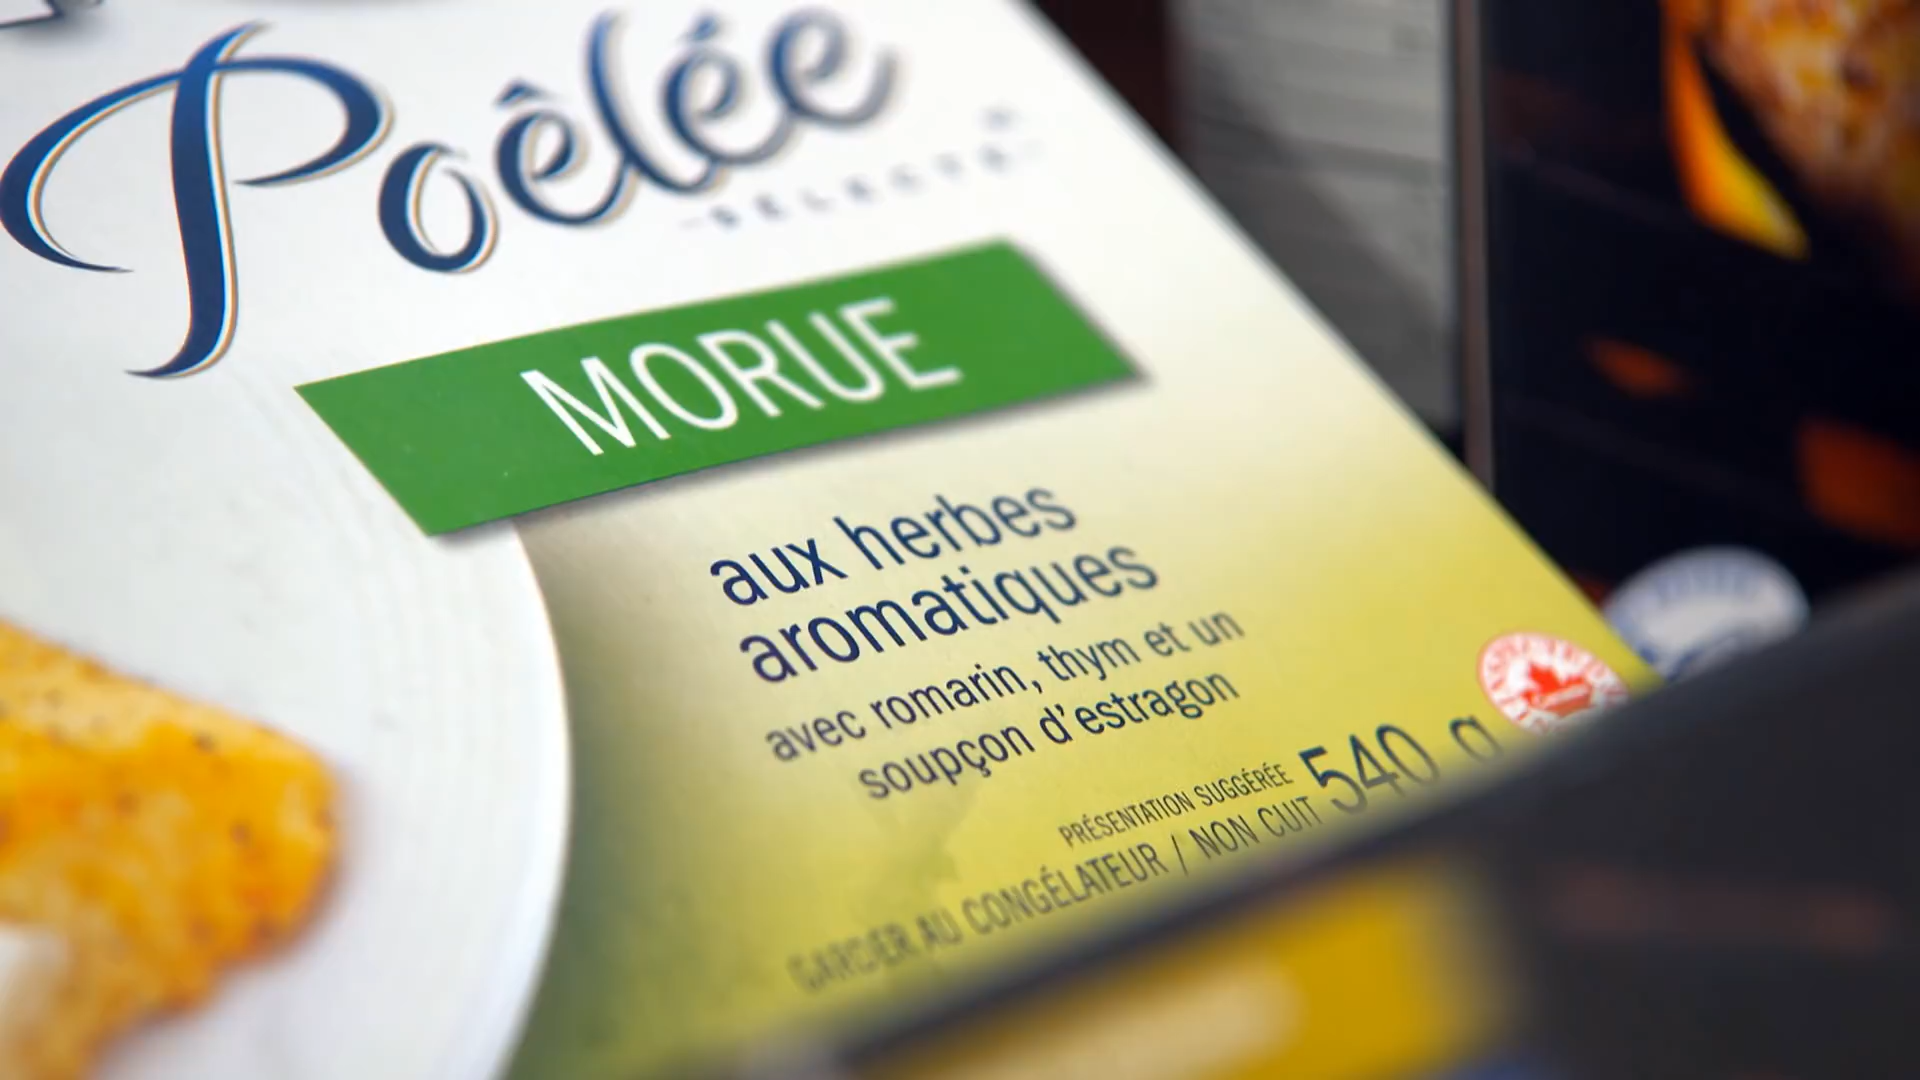 Poêlée
SELECTS
MORUE
aux herbes
aromatiques
avec romarin, thym et un
soupçon d'estragon
PRÉSENTATION SUGGÉRÉE
GARDER AU CONGÉLATEUR / NON CUIT 540 g